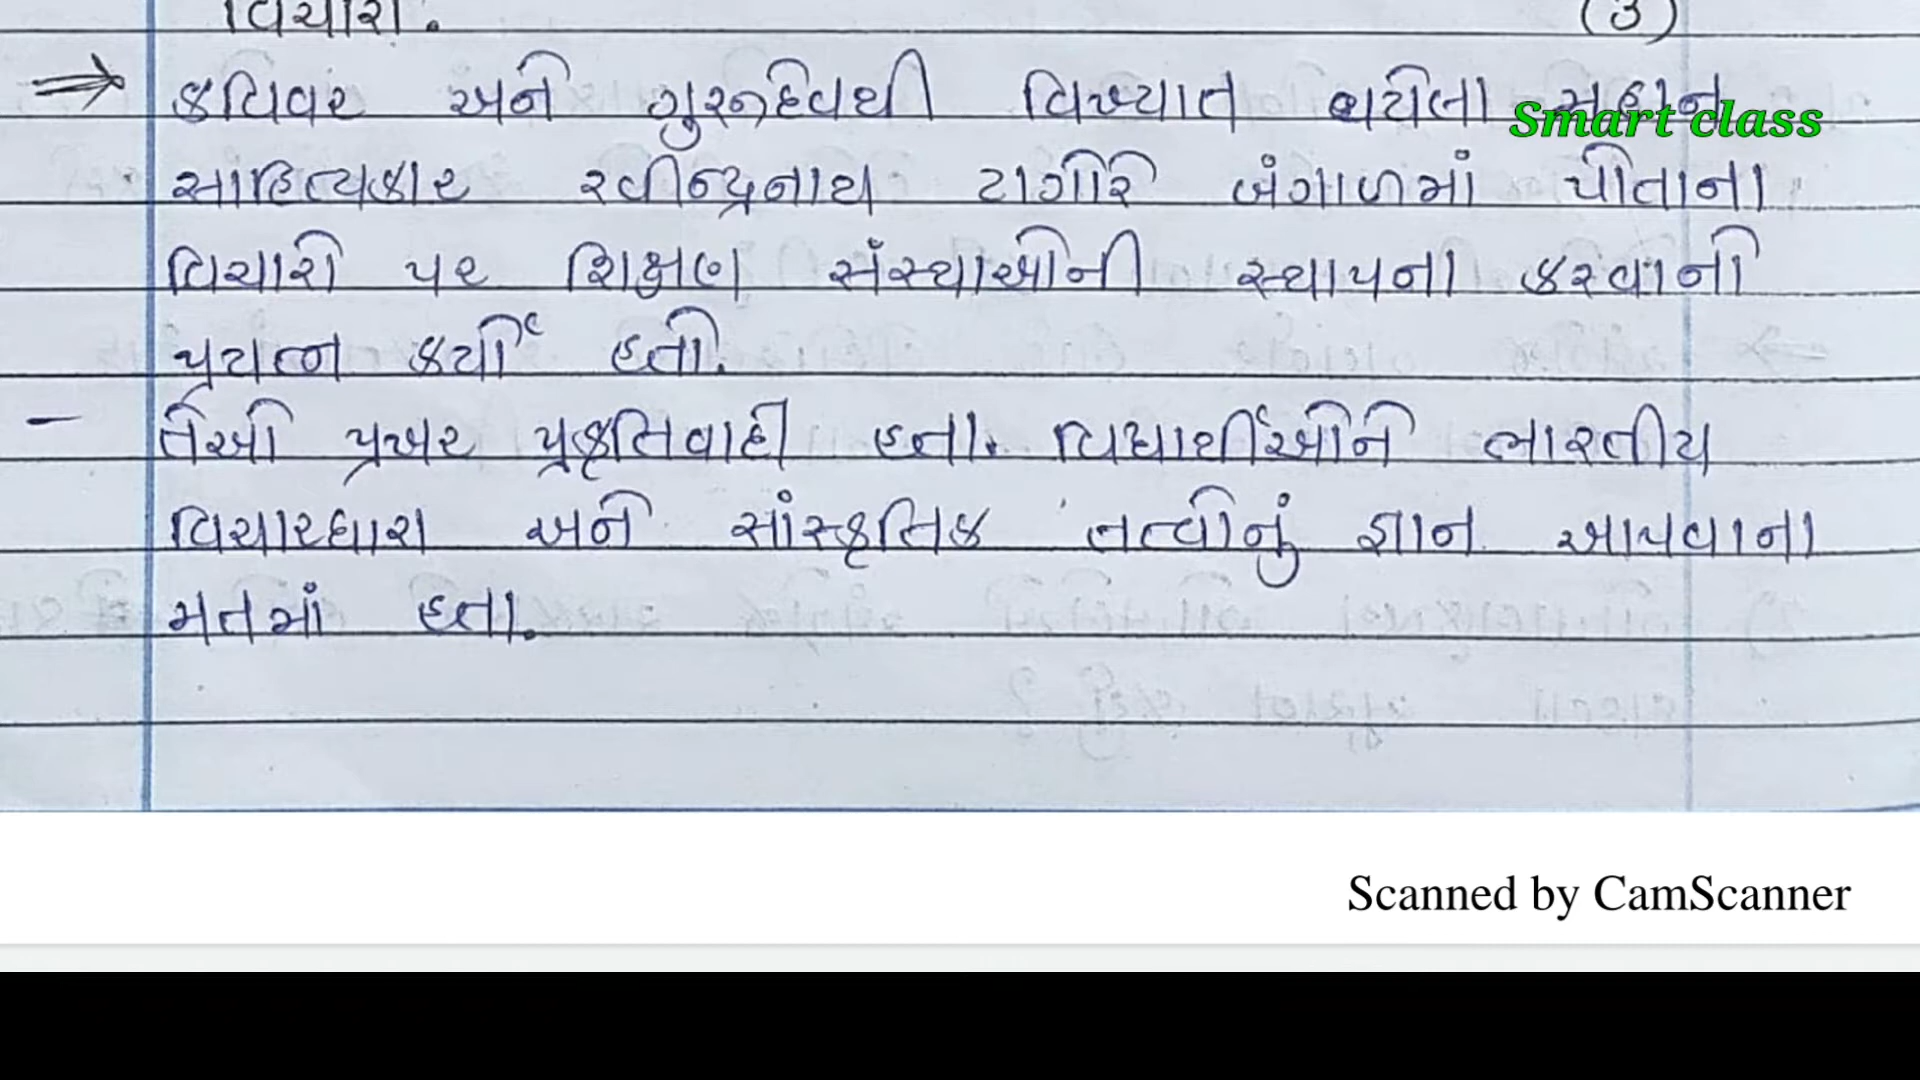 વિચારો. (૩)
⇒ કવિવર અને ગુરુદેવથી વિખ્યાત થયેલા મહાન
Smart class
સાહિત્યકાર રવીન્દ્રનાથ ટાગોરે બંગાળમાં પોતાના
વિચારો પર શિક્ષણ સંસ્થાઓની સ્થાપના કરવાનો
પ્રયત્ન કર્યો હતો.
- તેઓ પ્રખર પ્રકૃતિવાદી હતા. વિદ્યાર્થીઓને ભારતીય
વિચારધારા અને સાંસ્કૃતિક તત્વોનું જ્ઞાન આપવાના
મતમાં હતા.
Scanned by CamScanner